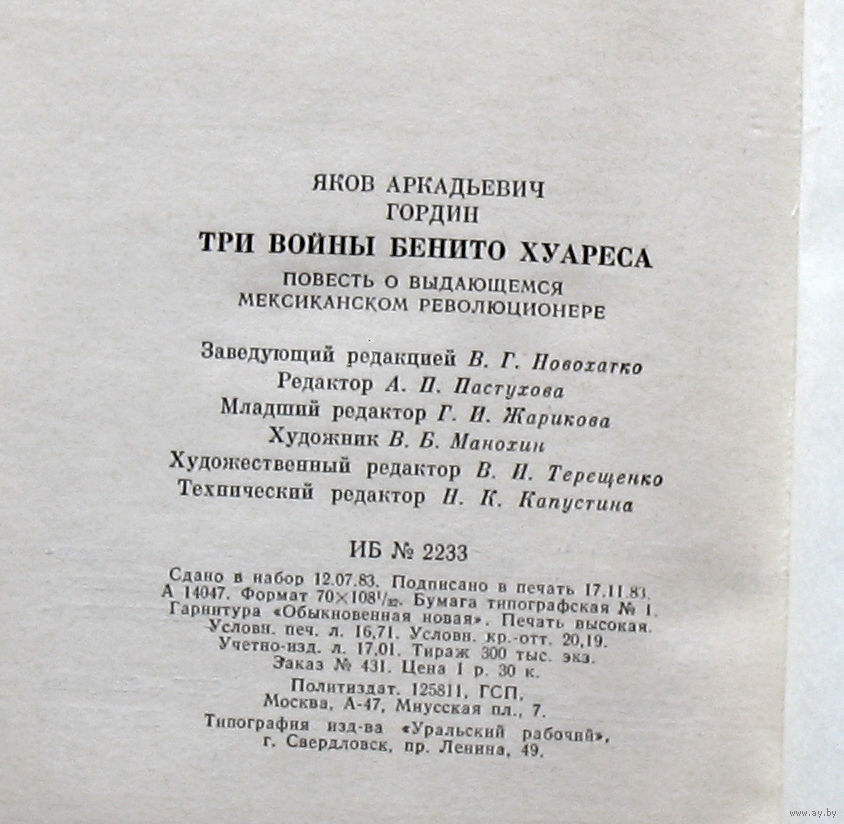 ЯКОВ АРКАДЬЕВИЧ
ГОРДИН
ТРИ ВОЙНЫ БЕНИТО ХУАРЕСА
ПОВЕСТЬ О ВЫДАЮЩЕМСЯ
МЕКСИКАНСКОМ РЕВОЛЮЦИОНЕРЕ
Заведующий редакцией В. Г. Новохатко
Редактор А. П. Пастухова
Младший редактор Г. И. Жарикова
Художник В. Б. Манохин
Художественный редактор В. И. Терещенко
Технический редактор Н. К. Капустина
ИБ № 2233
Сдано в набор 12.07.83. Подписано в печать 17.11.83.
А 14047. Формат 70×108¹/₃₂. Бумага типографская № 1.
Гарнитура «Обыкновенная новая». Печать высокая.
Условн. печ. л. 16,71. Условн. кр.-отт. 20,19.
Учетно-изд. л. 17,01. Тираж 300 тыс. экз.
Заказ № 431. Цена 1 р. 30 к.
Политиздат. 125811, ГСП,
Москва, А-47, Миусская пл., 7.
Типография изд-ва «Уральский рабочий»,
г. Свердловск, пр. Ленина, 49.
www.ay.by